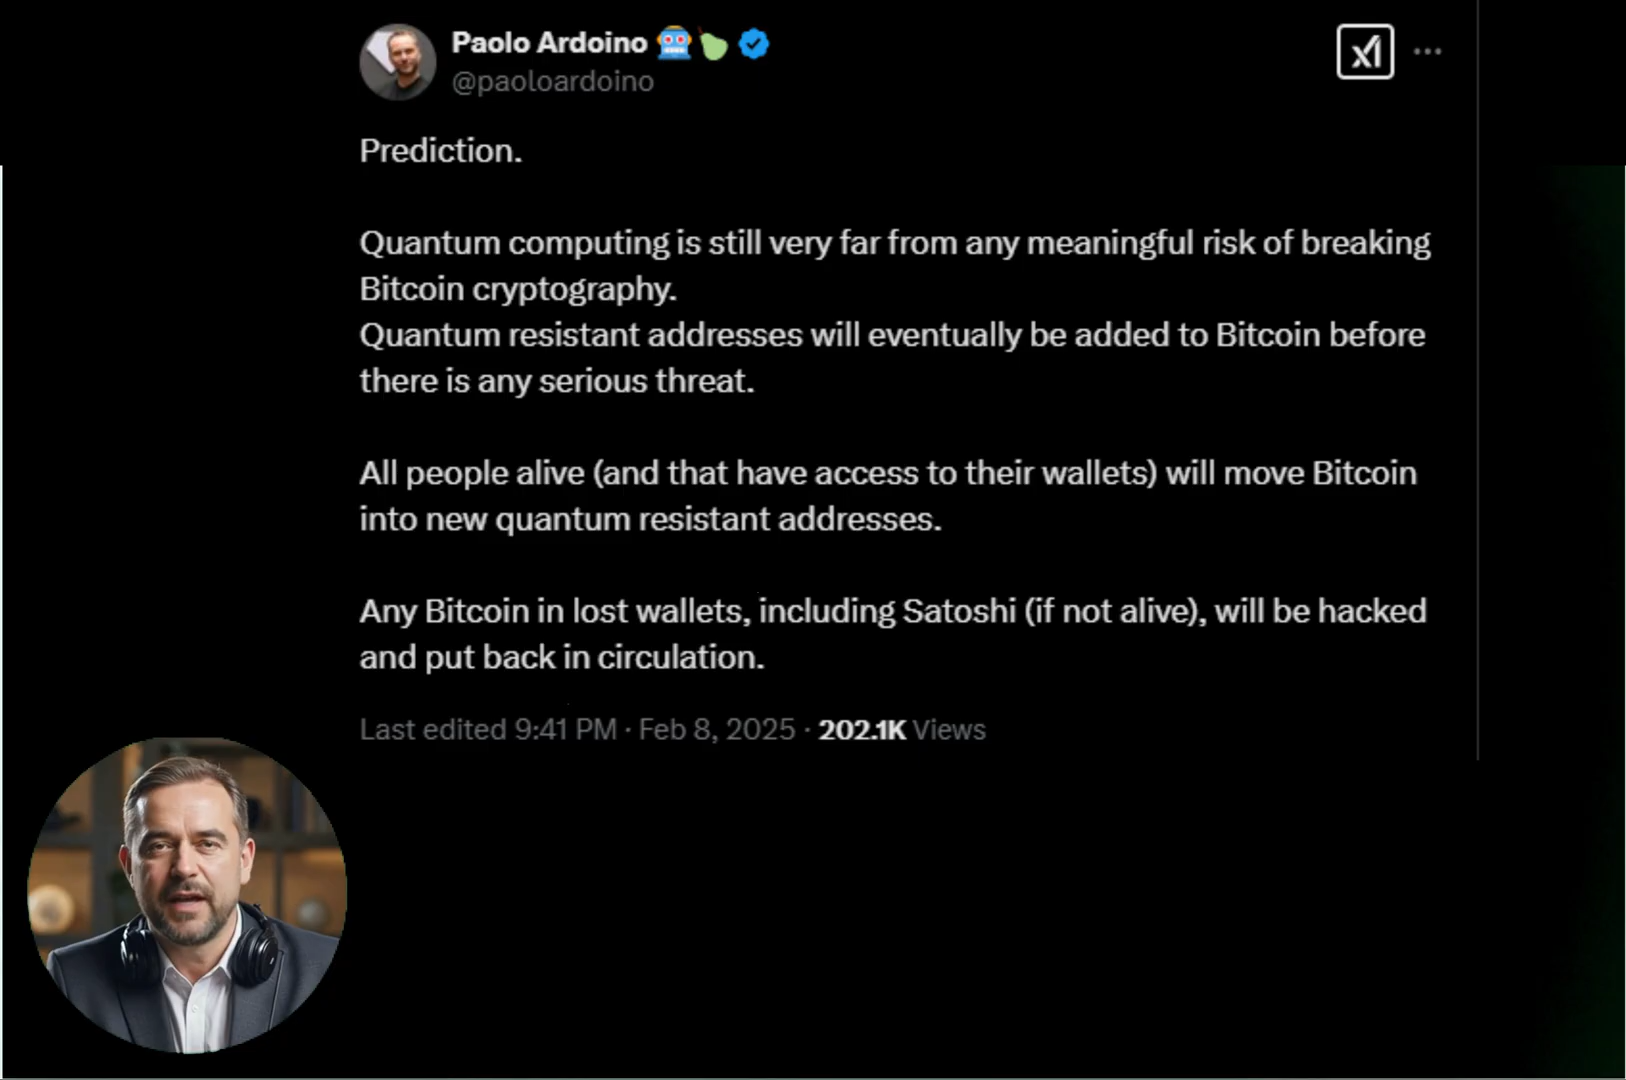 Paolo Ardoino
@paoloardoino
Prediction.
Quantum computing is still very far from any meaningful risk of breaking
Bitcoin cryptography.
Quantum resistant addresses will eventually be added to Bitcoin before
there is any serious threat.
All people alive (and that have access to their wallets) will move Bitcoin
into new quantum resistant addresses.
Any Bitcoin in lost wallets, including Satoshi (if not alive), will be hacked
and put back in circulation.
Last edited 9:41 PM · Feb 8, 2025 · 202.1K Views